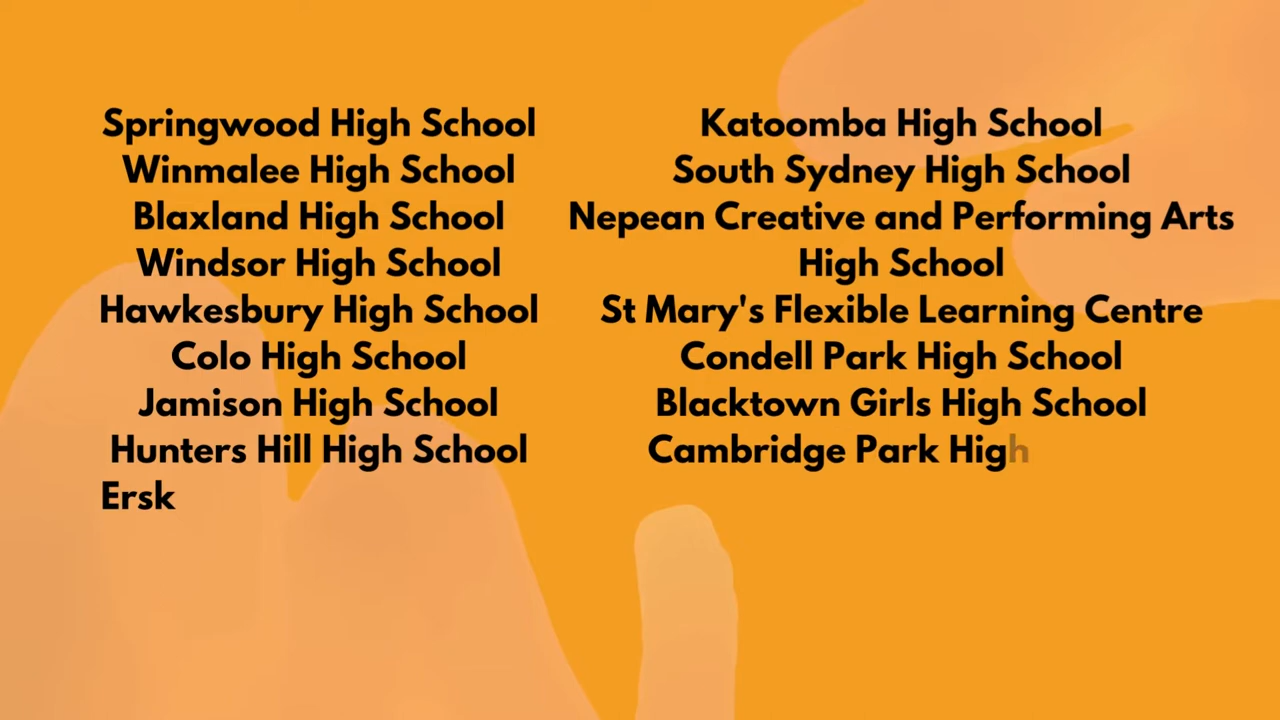 Springwood High School
Winmalee High School
Blaxland High School
Windsor High School
Hawkesbury High School
Colo High School
Jamison High School
Hunters Hill High School
Ersk
Katoomba High School
South Sydney High School
Nepean Creative and Performing Arts
High School
St Mary's Flexible Learning Centre
Condell Park High School
Blacktown Girls High School
Cambridge Park High